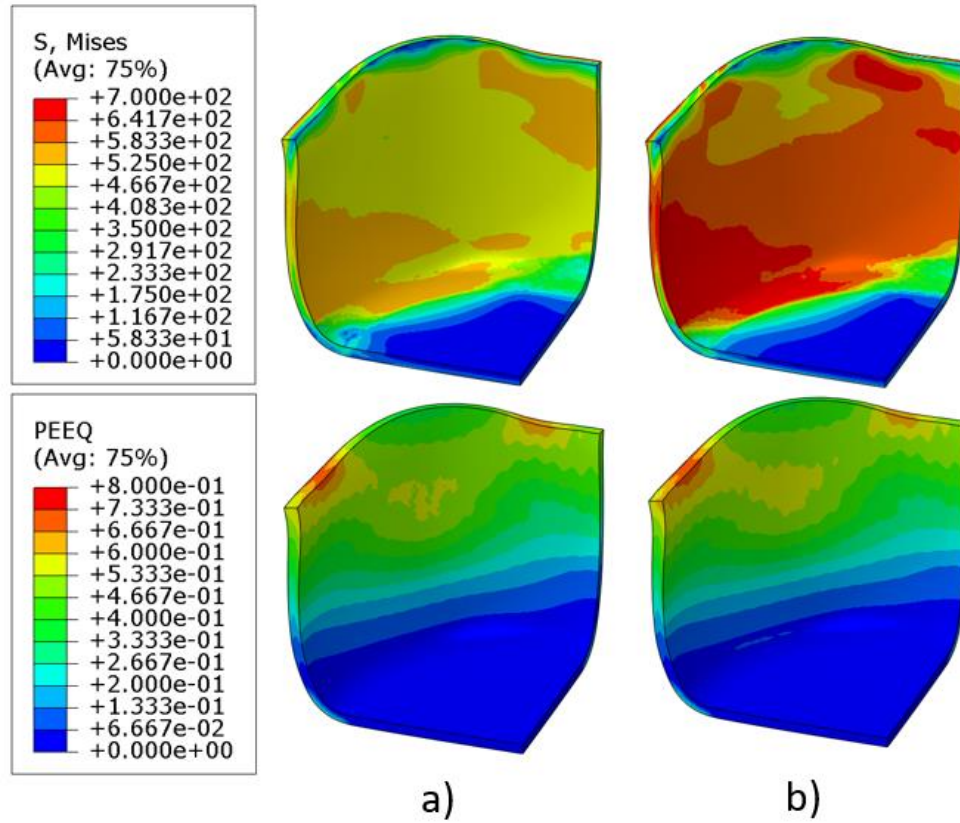 S, Mises
(Avg: 75%)
+7.000e+02
+6.417e+02
+5.833e+02
+5.250e+02
+4.667e+02
+4.083e+02
+3.500e+02
+2.917e+02
+2.333e+02
+1.750e+02
+1.167e+02
+5.833e+01
+0.000e+00
PEEQ
(Avg: 75%)
+8.000e-01
+7.333e-01
+6.667e-01
+6.000e-01
+5.333e-01
+4.667e-01
+4.000e-01
+3.333e-01
+2.667e-01
+2.000e-01
+1.333e-01
+6.667e-02
+0.000e+00
a)
b)